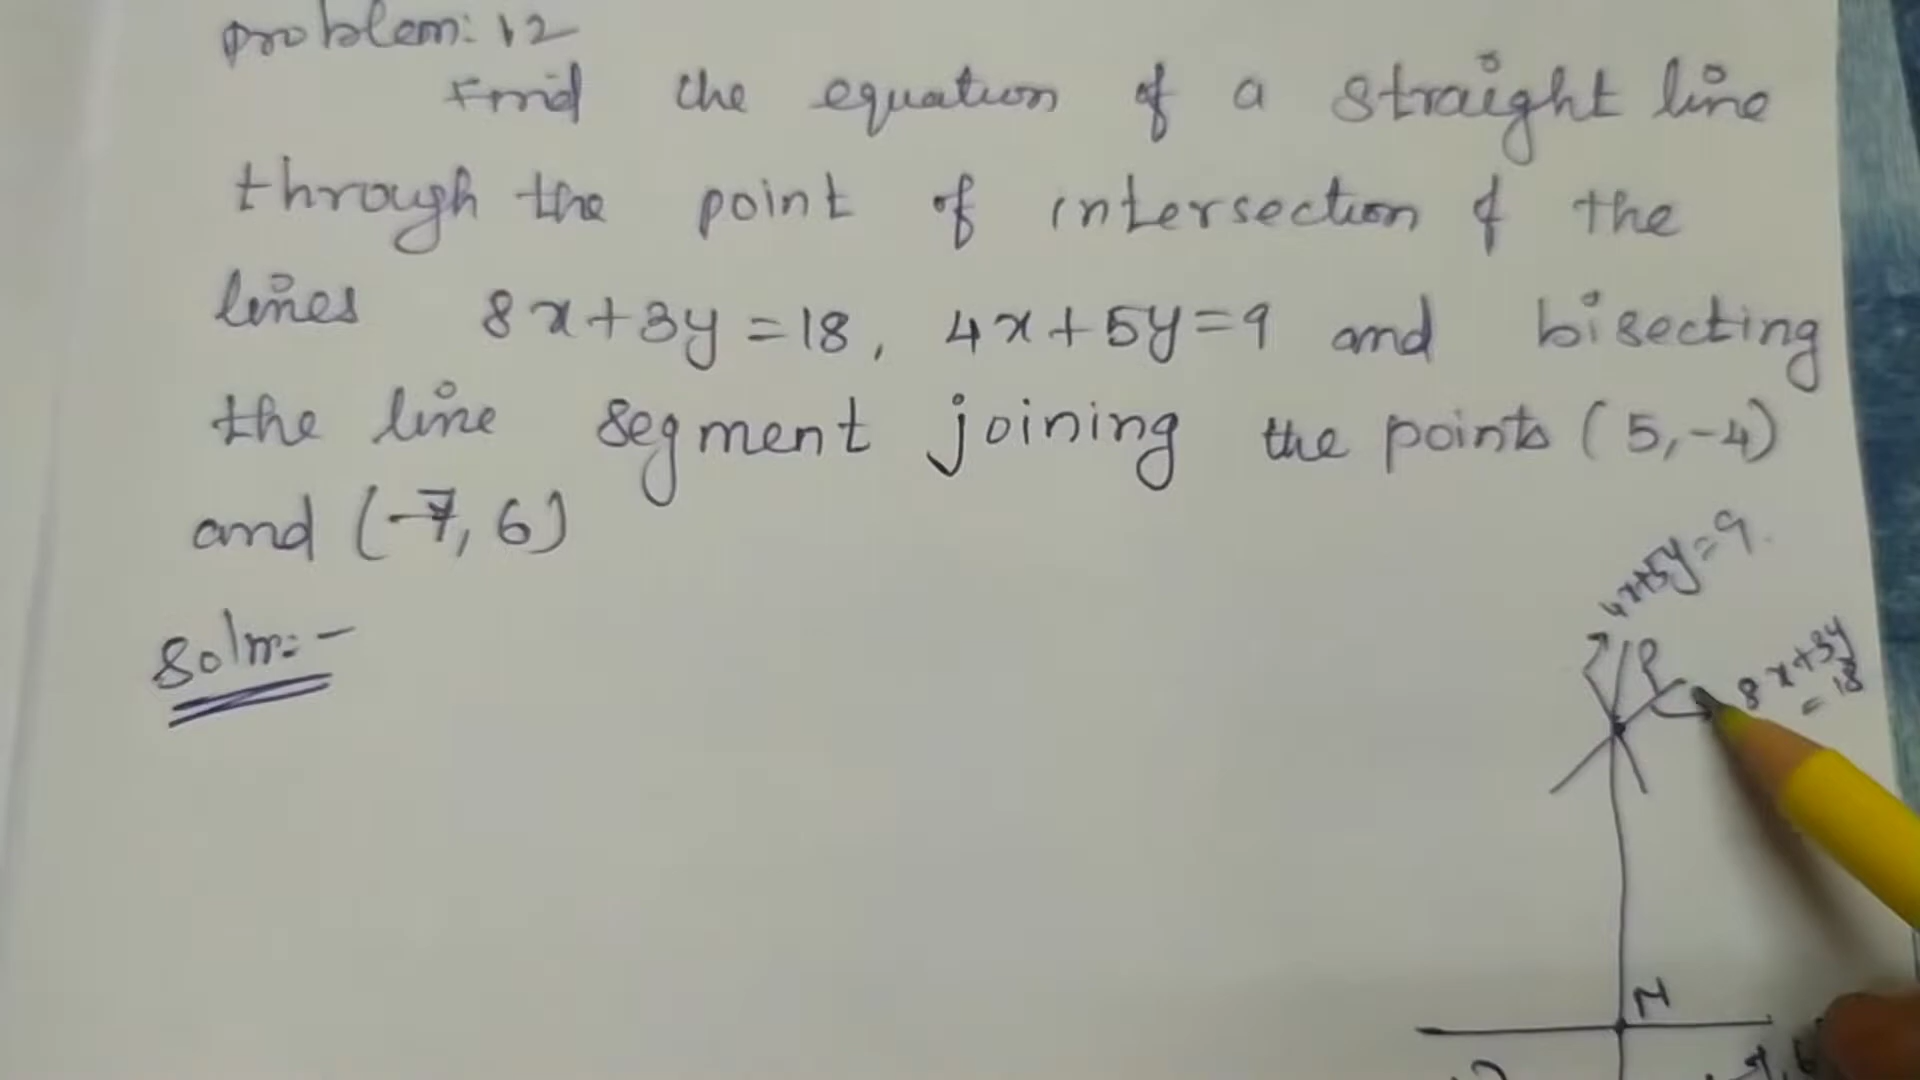 problem: 12
Find the equation of a straight line
through the point of intersection of the
lines 8x+3y=18, 4x+5y=9 and bisecting
the line segment joining the points (5,-4)
and (-7,6)
Soln:-
4x+5y=9
P
8x+3y
=18
N